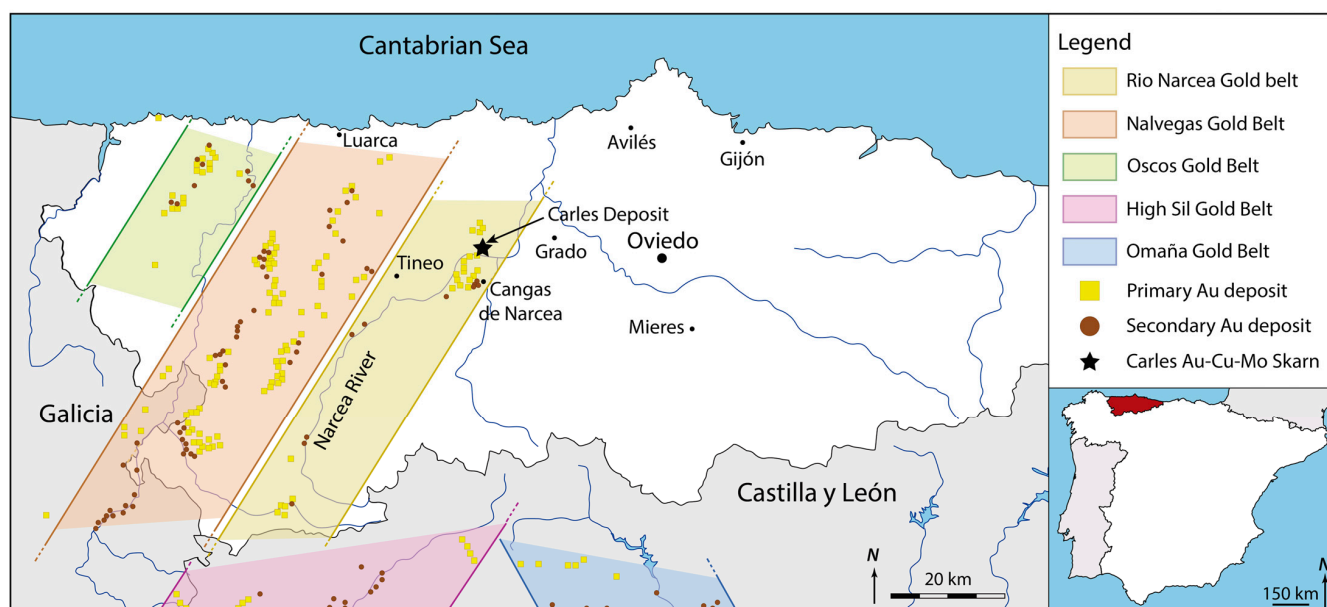 Cantabrian Sea
Luarca
Avilés
Gijón
Carles Deposit
Grado
Oviedo
Tineo
Cangas
de Narcea
Mieres
Narcea River
Galicia
Castilla y León
N
20 km
Legend
Rio Narcea Gold belt
Nalvegas Gold Belt
Oscos Gold Belt
High Sil Gold Belt
Omaña Gold Belt
Primary Au deposit
Secondary Au deposit
Carles Au-Cu-Mo Skarn
N
150 km